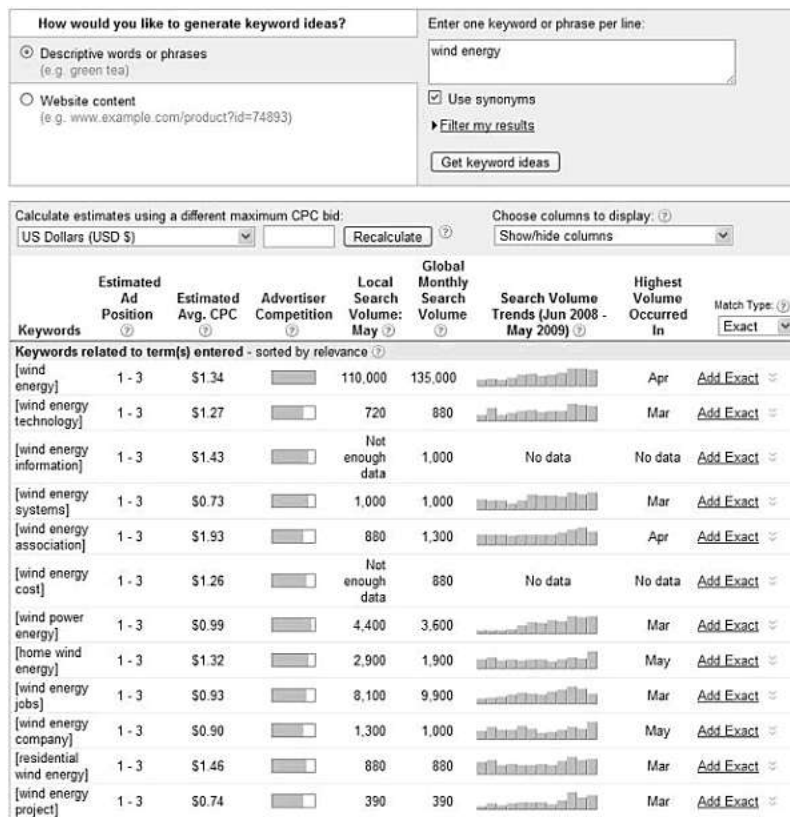 How would you like to generate keyword ideas?
Descriptive words or phrases
(e.g. green tea)
Website content
(e.g. www.example.com/product?id=74893)
Enter one keyword or phrase per line:
wind energy
Use synonyms
Filter my results
Get keyword ideas
Calculate estimates using a different maximum CPC bid:
US Dollars (USD $)
Recalculate
Choose columns to display:
Show/hide columns
Keywords
Estimated
Ad
Position
Estimated
Avg. CPC
Advertiser
Competition
Local
Search
Volume:
May
Global
Monthly
Search
Volume
Search Volume
Trends (Jun 2008 -
May 2009)
Highest
Volume
Occurred
In
Match Type:
Exact
Keywords related to term(s) entered - sorted by relevance
[wind
energy] 1 - 3 $1.34 110,000 135,000 Apr Add Exact
[wind energy
technology] 1 - 3 $1.27 720 880 Mar Add Exact
[wind energy
information] 1 - 3 $1.43 Not
enough
data 1,000 No data No data Add Exact
[wind energy
systems] 1 - 3 $0.73 1,000 1,000 Mar Add Exact
[wind energy
association] 1 - 3 $1.93 880 1,300 Apr Add Exact
[wind energy
cost] 1 - 3 $1.26 Not
enough
data 880 No data No data Add Exact
[wind power
energy] 1 - 3 $0.99 4,400 3,600 Mar Add Exact
[home wind
energy] 1 - 3 $1.32 2,900 1,900 May Add Exact
[wind energy
jobs] 1 - 3 $0.93 8,100 9,900 Mar Add Exact
[wind energy
company] 1 - 3 $0.90 1,300 1,000 May Add Exact
[residential
wind energy] 1 - 3 $1.46 880 880 Mar Add Exact
[wind energy
project] 1 - 3 $0.74 390 390 Mar Add Exact